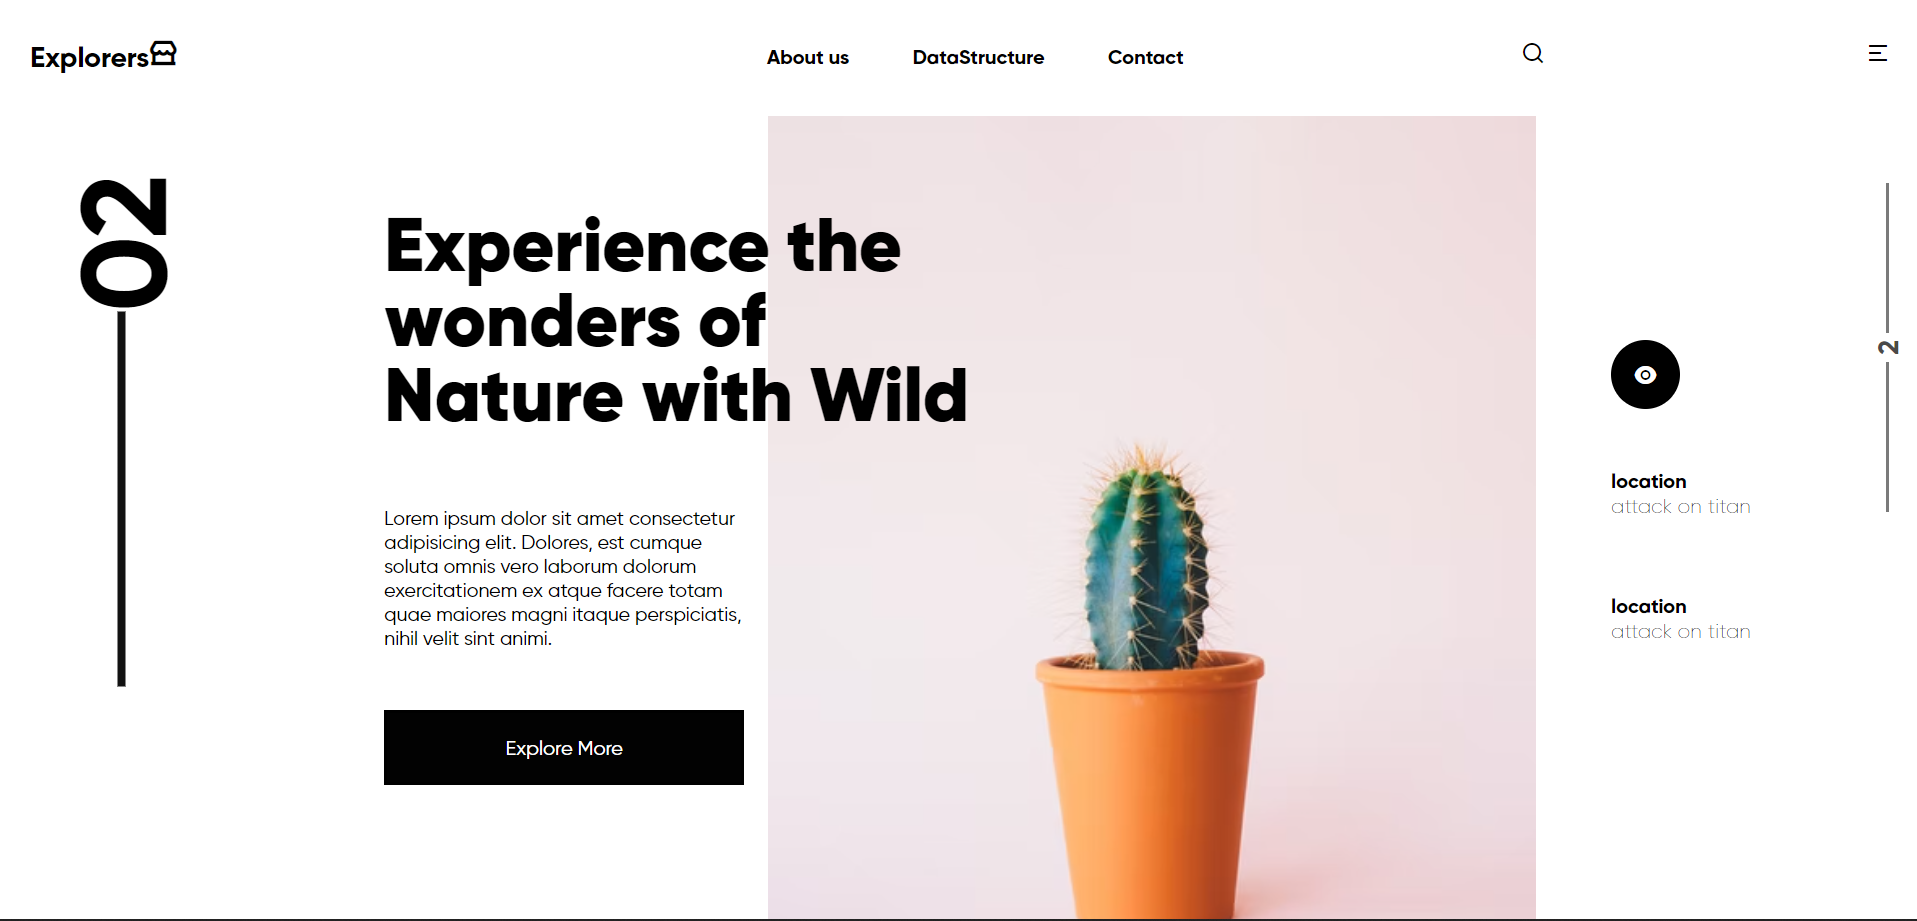 Explorers
About us
DataStructure
Contact
02
Experience the
wonders of
Nature with Wild
Lorem ipsum dolor sit amet consectetur
adipisicing elit. Dolores, est cumque
soluta omnis vero laborum dolorum
exercitationem ex atque facere totam
quae maiores magni itaque perspiciatis,
nihil velit sint animi.
Explore More
location
attack on titan
location
attack on titan
2